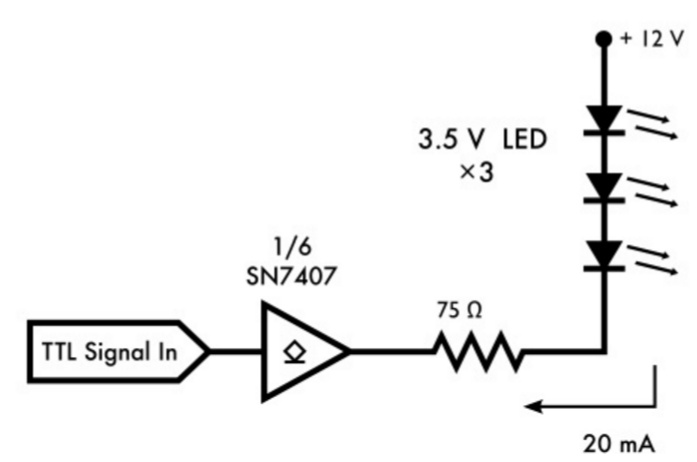 + 12 V
3.5 V LED
×3
1/6
SN7407
75 Ω
TTL Signal In
20 mA